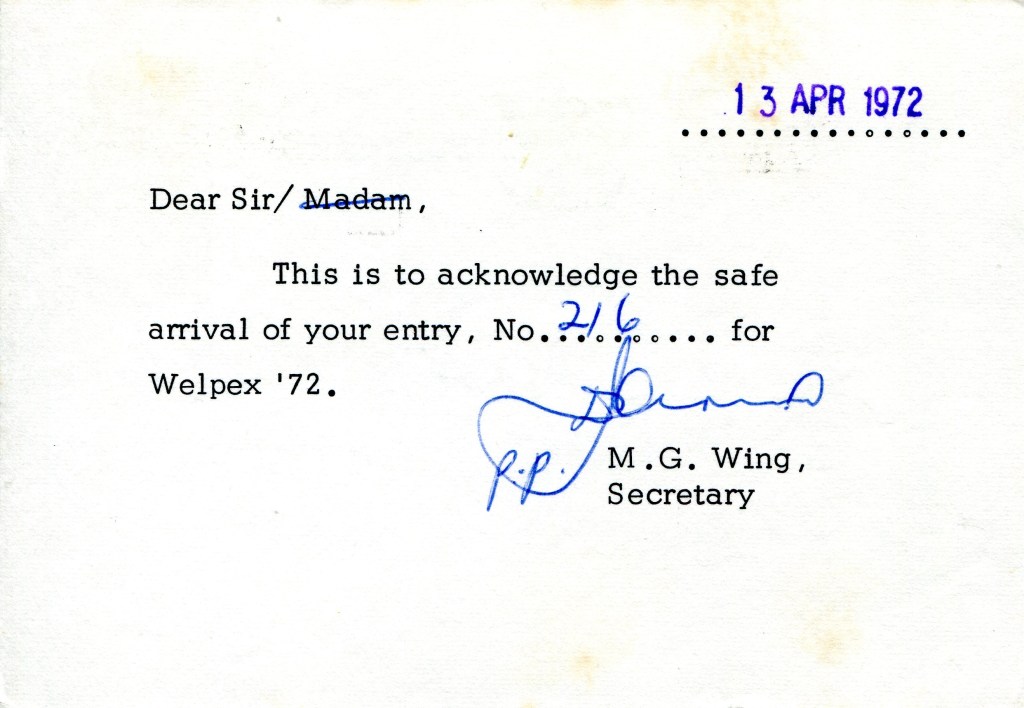 13 APR 1972
Dear Sir/ Madam,
This is to acknowledge the safe
arrival of your entry, No. 216 for
Welpex '72.
p.p. M.G. Wing,
Secretary